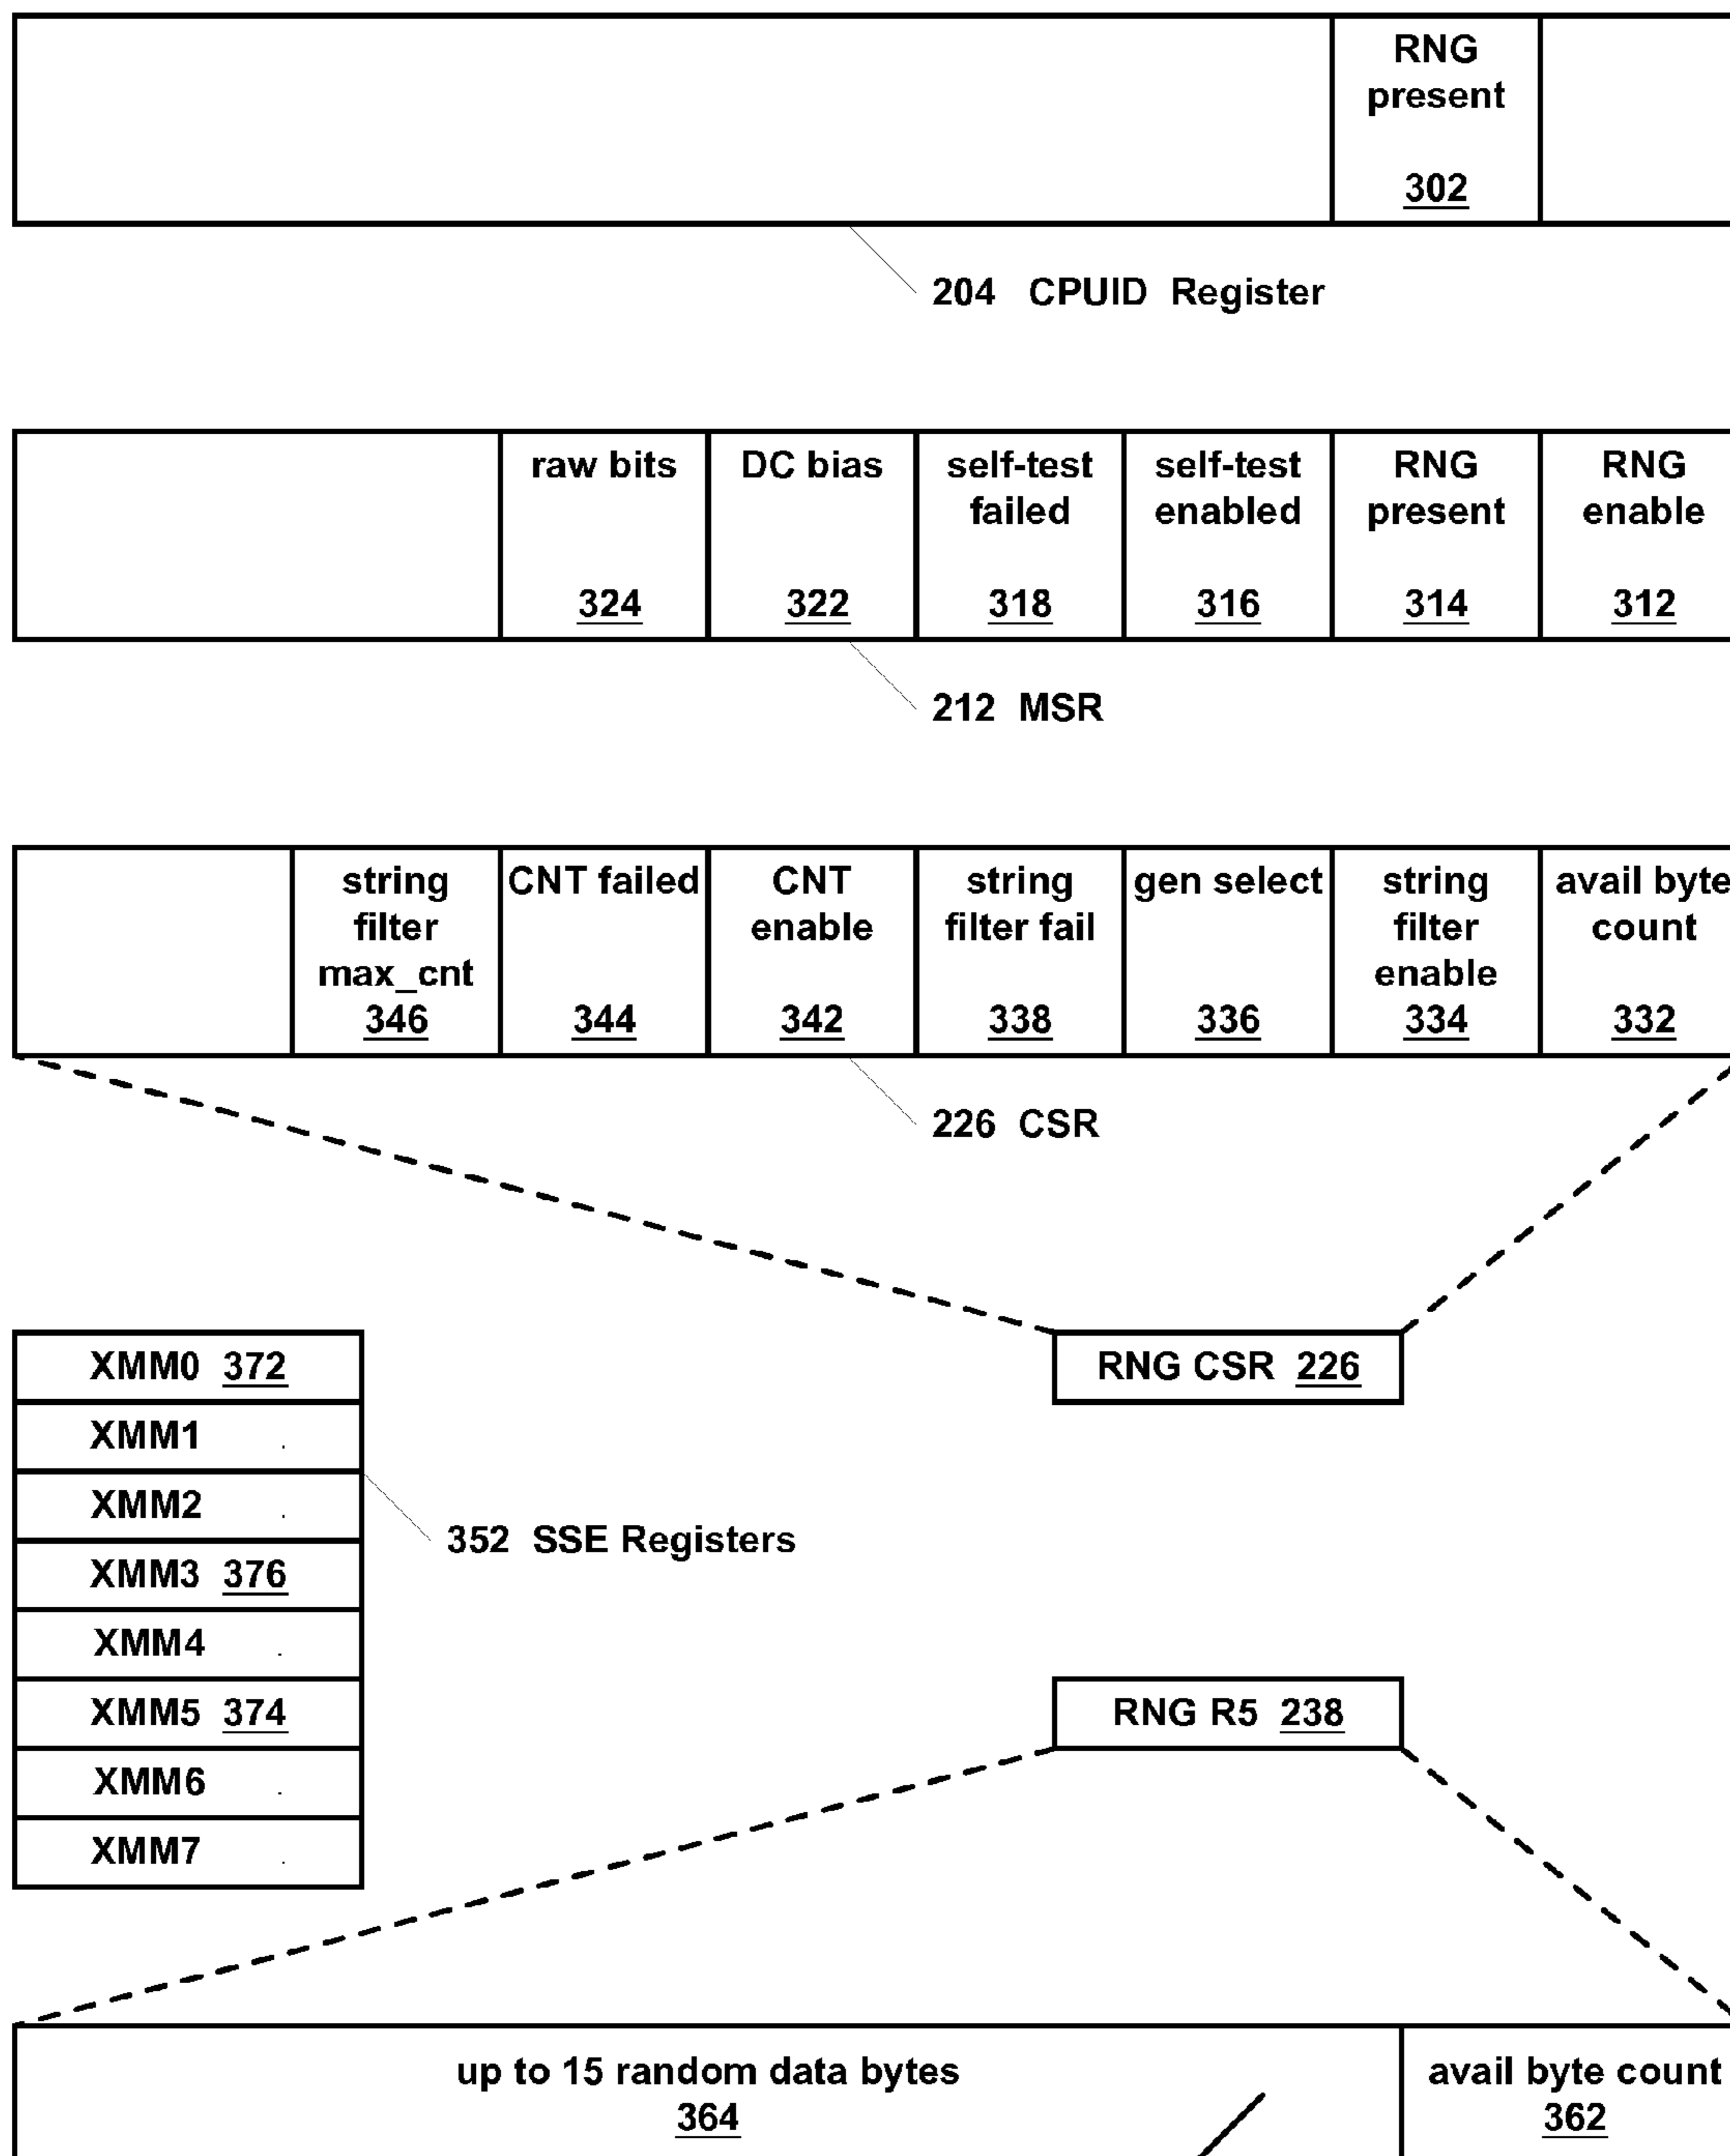 RNG
present
302
204 CPUID Register
raw bits
324
DC bias
322
self-test
failed
318
self-test
enabled
316
RNG
present
314
RNG
enable
312
212 MSR
string
filter
max_cnt
346
CNT failed
344
CNT
enable
342
string
filter fail
338
gen select
336
string
filter
enable
334
avail byte
count
332
226 CSR
XMM0 372
XMM1 .
XMM2 .
XMM3 376
XMM4 .
XMM5 374
XMM6 .
XMM7 .
352 SSE Registers
RNG CSR 226
RNG R5 238
up to 15 random data bytes
364
avail byte count
362